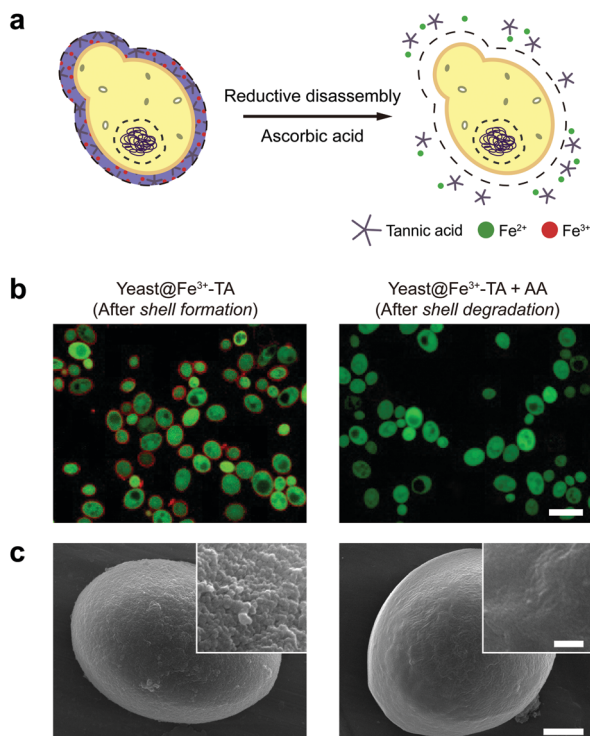 a
Reductive disassembly
Ascorbic acid
Tannic acid
Fe²⁺
Fe³⁺
b
Yeast@Fe³⁺-TA
(After shell formation)
Yeast@Fe³⁺-TA + AA
(After shell degradation)
c